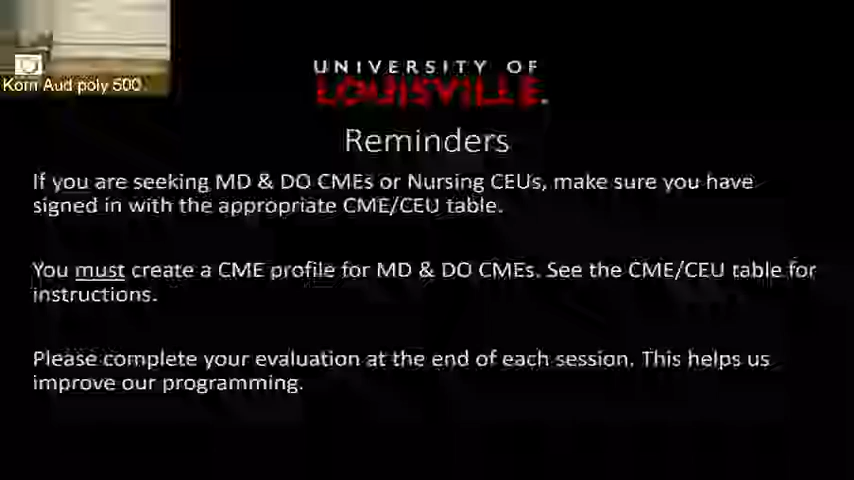 Korn Aud poly 500
UNIVERSITY OF
LOUISVILLE.
Reminders
If you are seeking MD & DO CMEs or Nursing CEUs, make sure you have
signed in with the appropriate CME/CEU table.
You must create a CME profile for MD & DO CMEs. See the CME/CEU table for
instructions.
Please complete your evaluation at the end of each session. This helps us
improve our programming.